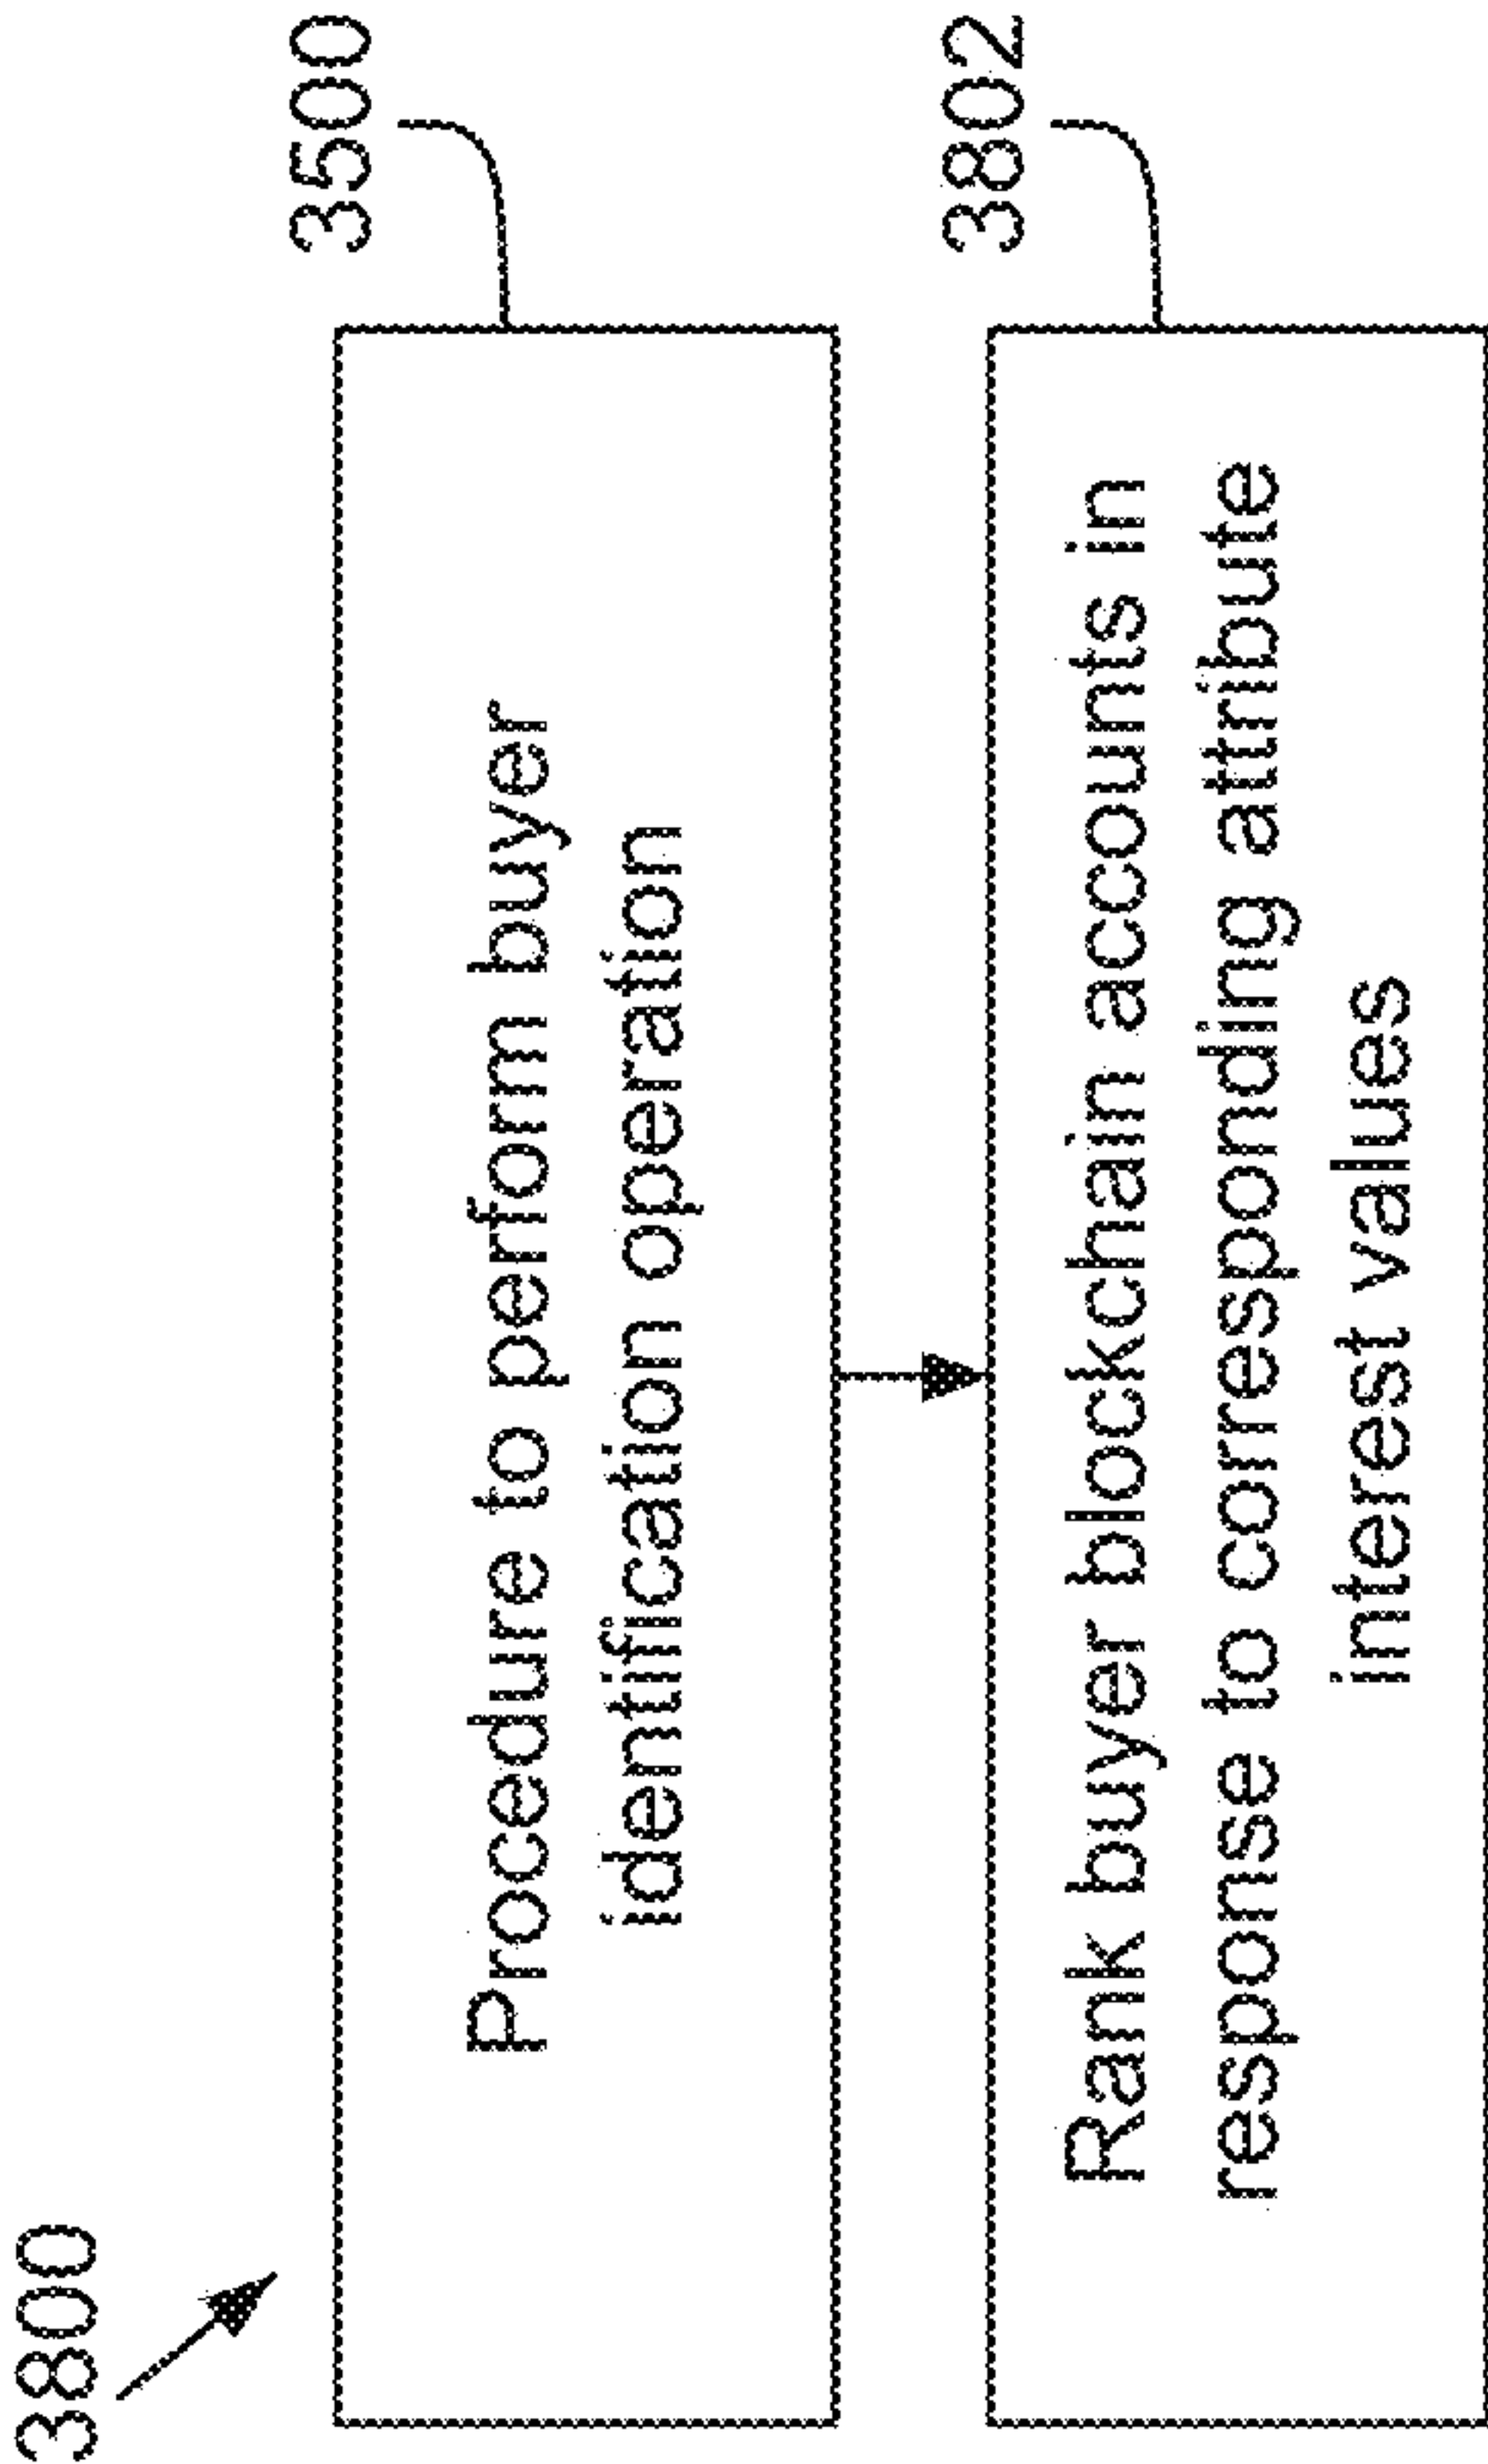 3800
3500
Procedure to perform buyer
identification operation
3802
Rank buyer blockchain accounts in
response to corresponding attribute
interest values